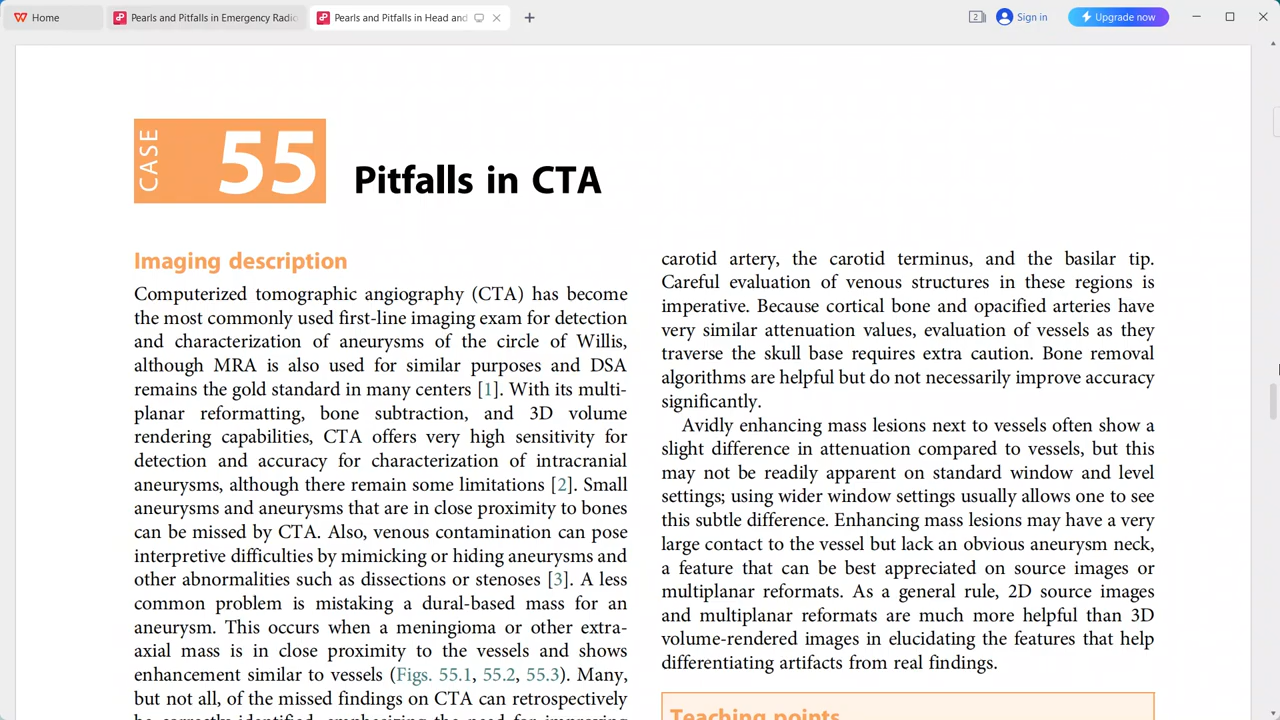 Home
Pearls and Pitfalls in Emergency Radio
Pearls and Pitfalls in Head and
2
Sign in
Upgrade now
CASE 55 Pitfalls in CTA
Imaging description
Computerized tomographic angiography (CTA) has become
the most commonly used first-line imaging exam for detection
and characterization of aneurysms of the circle of Willis,
although MRA is also used for similar purposes and DSA
remains the gold standard in many centers [1]. With its multi-
planar reformatting, bone subtraction, and 3D volume
rendering capabilities, CTA offers very high sensitivity for
detection and accuracy for characterization of intracranial
aneurysms, although there remain some limitations [2]. Small
aneurysms and aneurysms that are in close proximity to bones
can be missed by CTA. Also, venous contamination can pose
interpretive difficulties by mimicking or hiding aneurysms and
other abnormalities such as dissections or stenoses [3]. A less
common problem is mistaking a dural-based mass for an
aneurysm. This occurs when a meningioma or other extra-
axial mass is in close proximity to the vessels and shows
enhancement similar to vessels (Figs. 55.1, 55.2, 55.3). Many,
but not all, of the missed findings on CTA can retrospectively
be correctly identified, emphasizing the need for improving
carotid artery, the carotid terminus, and the basilar tip.
Careful evaluation of venous structures in these regions is
imperative. Because cortical bone and opacified arteries have
very similar attenuation values, evaluation of vessels as they
traverse the skull base requires extra caution. Bone removal
algorithms are helpful but do not necessarily improve accuracy
significantly.
Avidly enhancing mass lesions next to vessels often show a
slight difference in attenuation compared to vessels, but this
may not be readily apparent on standard window and level
settings; using wider window settings usually allows one to see
this subtle difference. Enhancing mass lesions may have a very
large contact to the vessel but lack an obvious aneurysm neck,
a feature that can be best appreciated on source images or
multiplanar reformats. As a general rule, 2D source images
and multiplanar reformats are much more helpful than 3D
volume-rendered images in elucidating the features that help
differentiating artifacts from real findings.
Teaching points